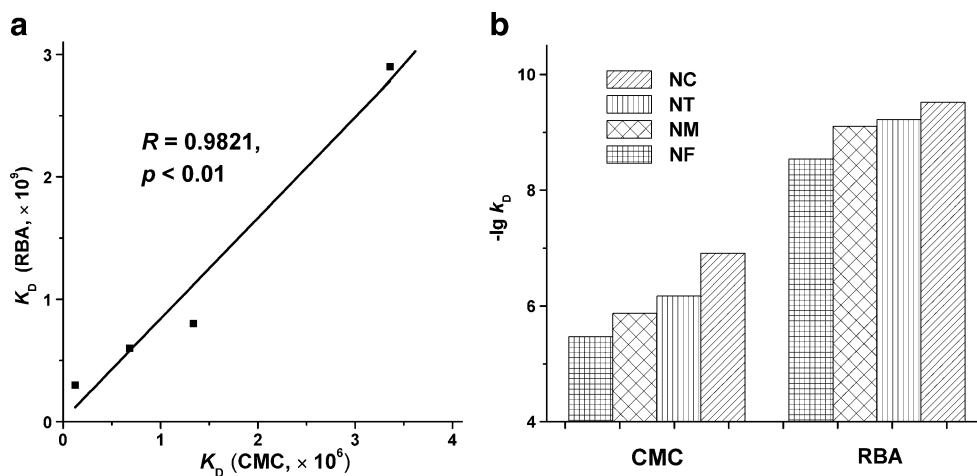 a
3
2
1
0
K_D (RBA, × 10^9)
R = 0.9821,
p < 0.01
0 1 2 3 4
K_D (CMC, × 10^6)
b
10
8
6
4
-lg k_D
NC
NT
NM
NF
CMC RBA